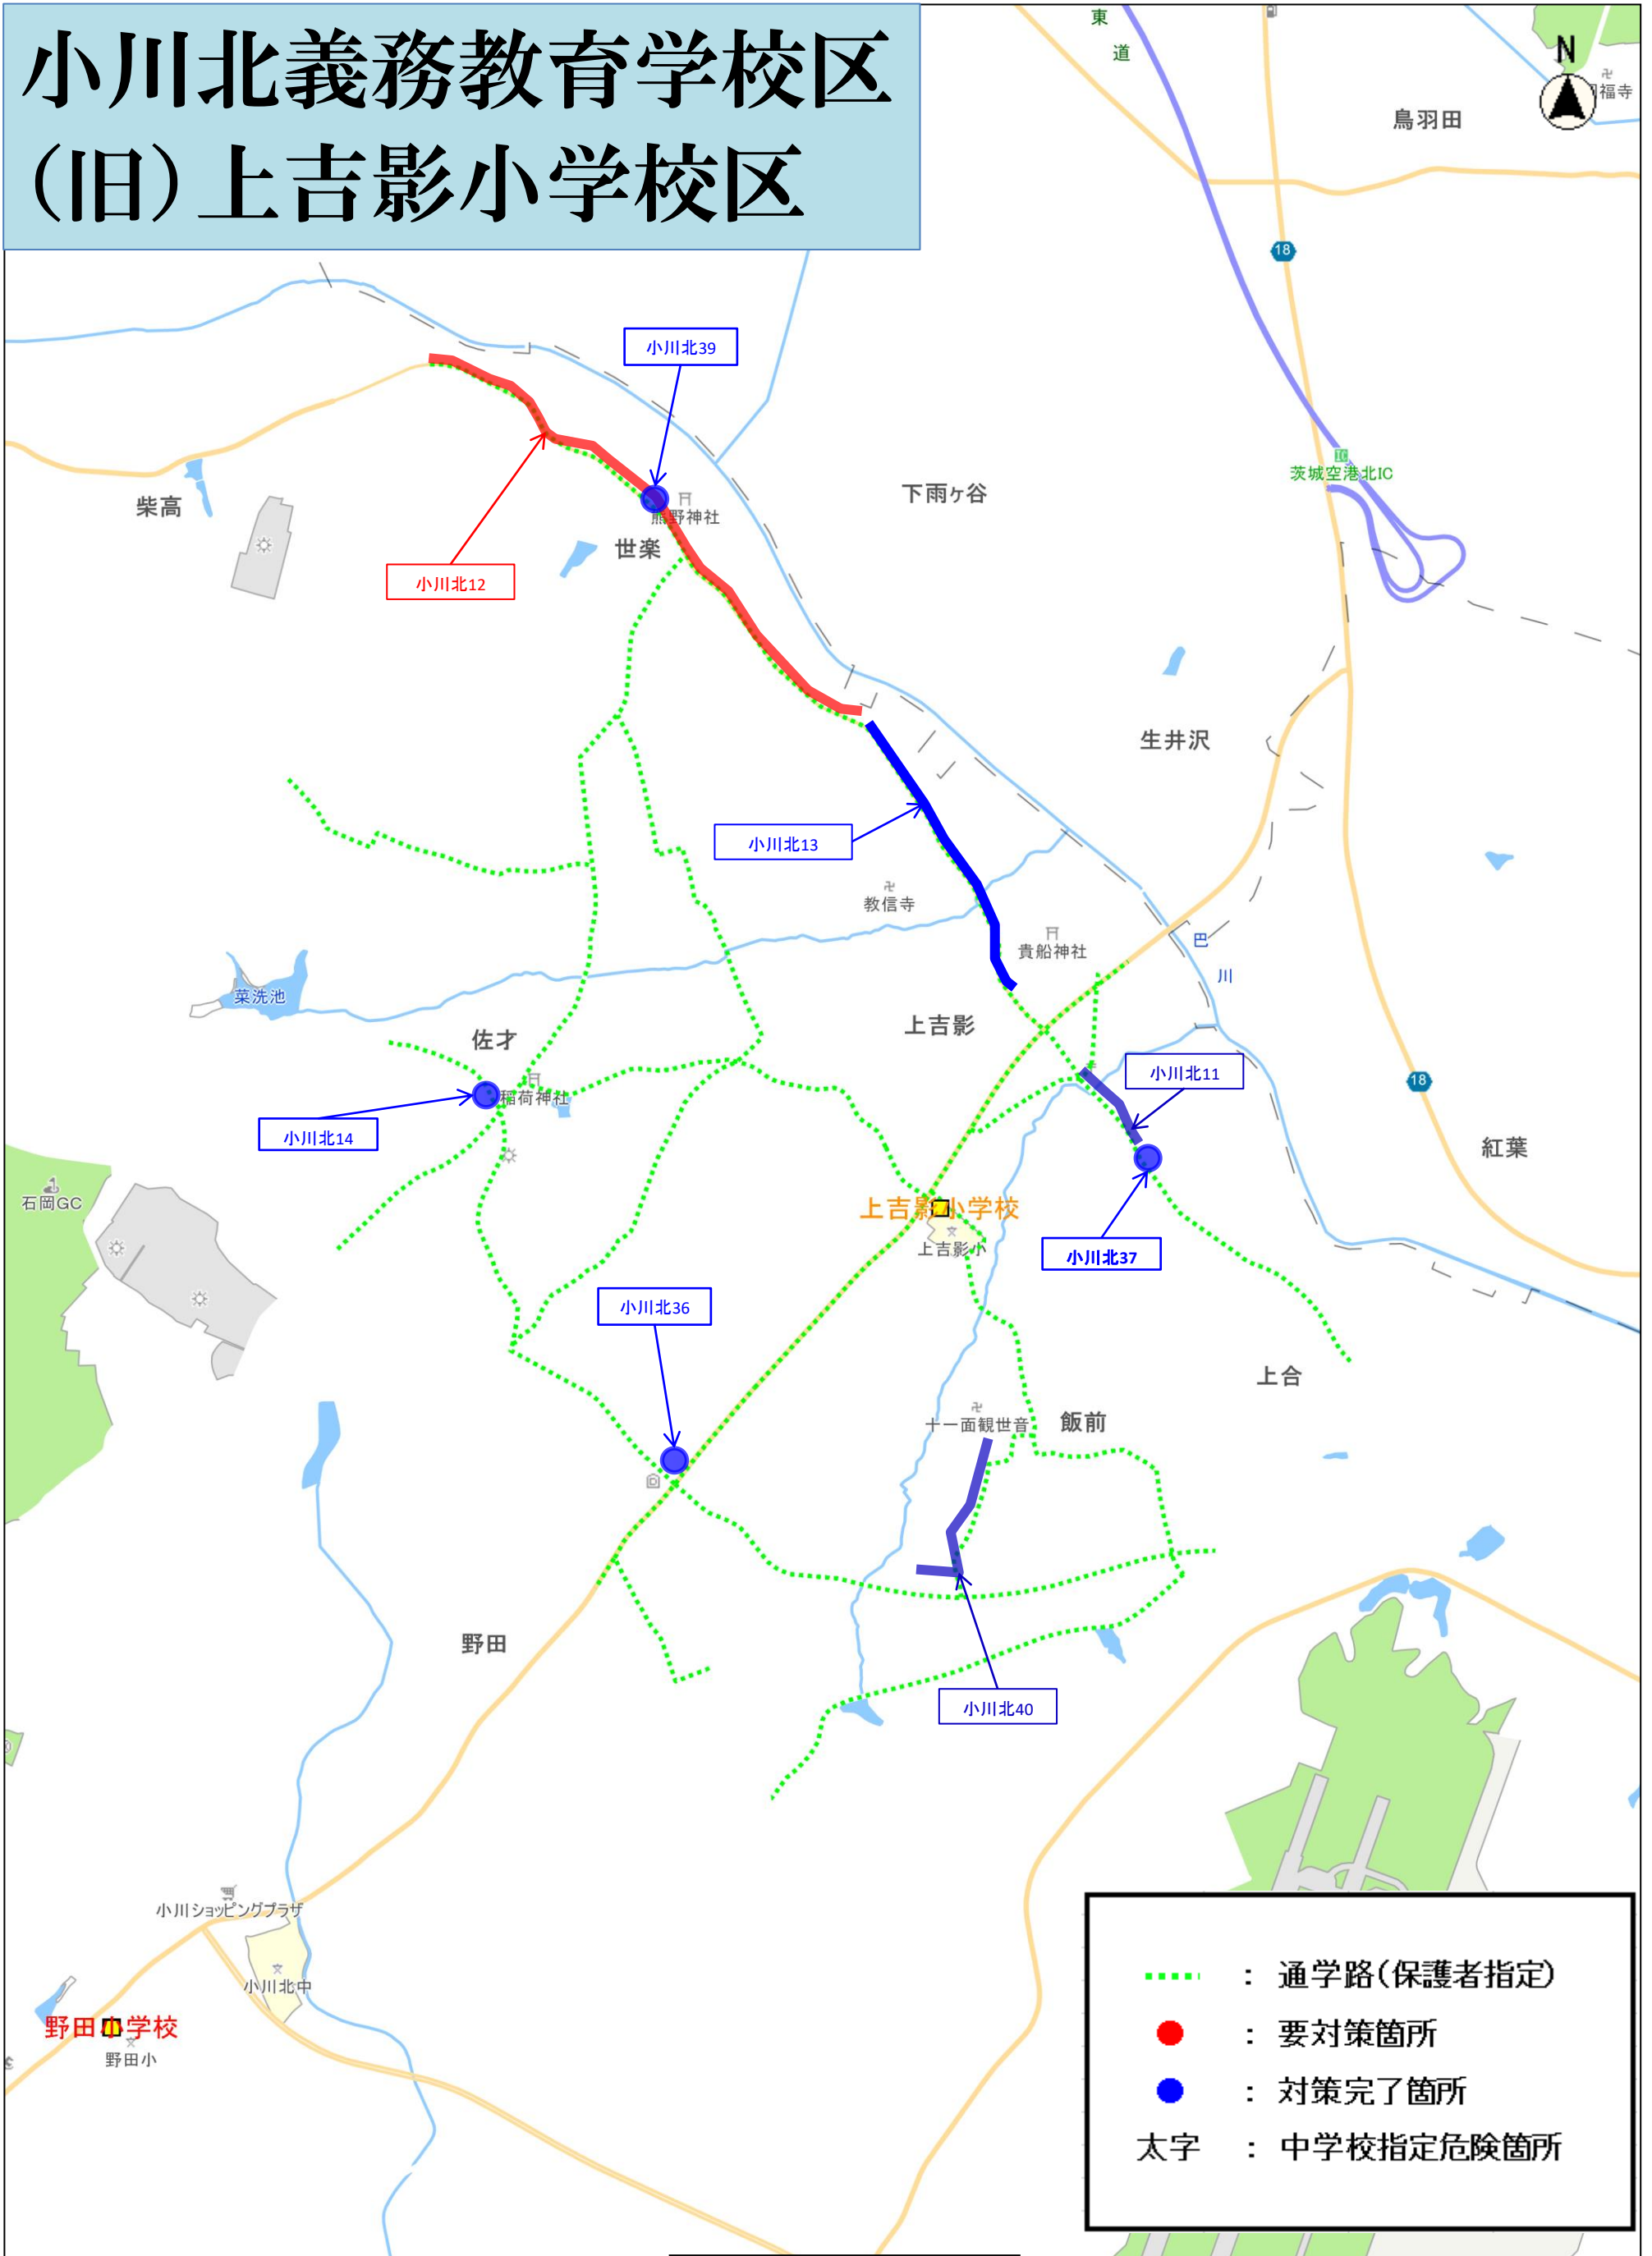 小川北義務教育学校区
（旧）上吉影小学校区
東
道
N
福寺
鳥羽田
18
小川北39
茨城空港北IC
IC
柴高
下雨ヶ谷
熊野神社
世楽
小川北12
生井沢
小川北13
教信寺
貴船神社
巴
川
菜洗池
上吉影
佐才
小川北11
18
稲荷神社
小川北14
紅葉
石岡GC
上吉影小学校
上吉影小
小川北37
小川北36
上合
十一面観世音
飯前
野田
小川北40
小川ショッピングプラザ
小川北中
野田小学校
野田小
：通学路（保護者指定）
：要対策箇所
：対策完了箇所
太字：中学校指定危険箇所